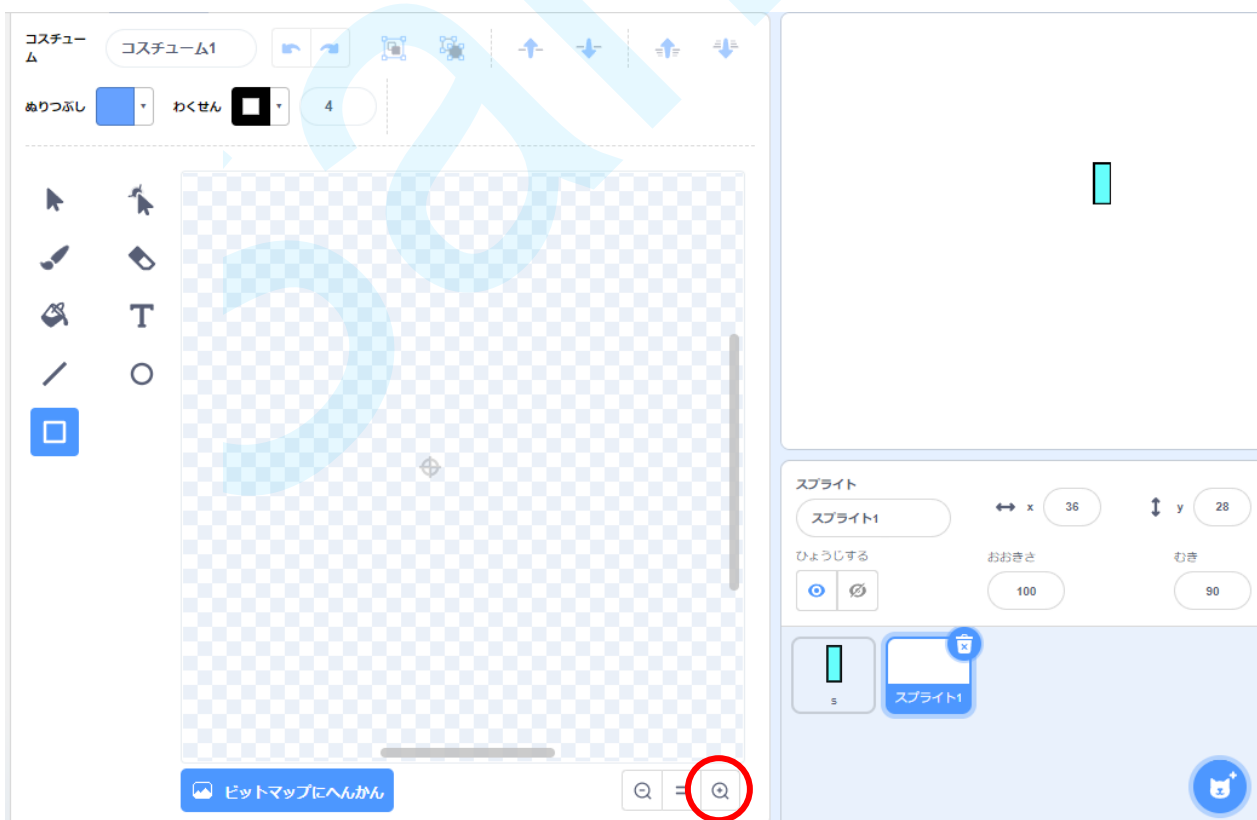 コスチュー
ム
コスチューム1
ぬりつぶし
わくせん
4
T
スプライト
スプライト1
x
36
y
28
ひょうじする
おおきさ
むき
100
90
s
スプライト1
ビットマップにへんかん